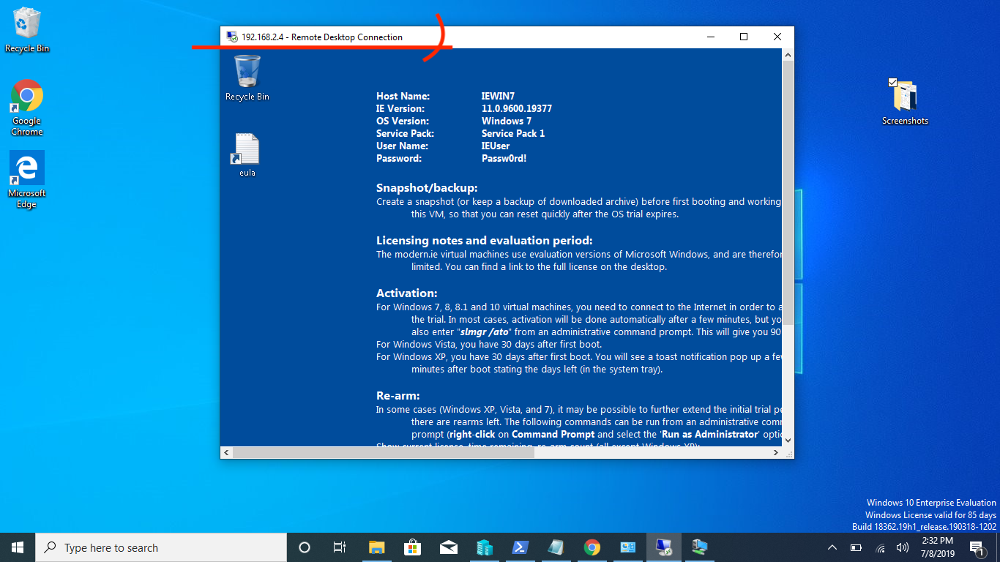 Recycle Bin
Google
Chrome
Microsoft
Edge
192.168.2.4 - Remote Desktop Connection
Recycle Bin
eula
Host Name: IEWIN7
IE Version: 11.0.9600.19377
OS Version: Windows 7
Service Pack: Service Pack 1
User Name: IEUser
Password: Passw0rd!
Snapshot/backup:
Create a snapshot (or keep a backup of downloaded archive) before first booting and working
this VM, so that you can reset quickly after the OS trial expires.
Licensing notes and evaluation period:
The modern.ie virtual machines use evaluation versions of Microsoft Windows, and are therefor
limited. You can find a link to the full license on the desktop.
Activation:
For Windows 7, 8, 8.1 and 10 virtual machines, you need to connect to the Internet in order to a
the trial. In most cases, activation will be done automatically after a few minutes, but yo
also enter "slmgr /ato" from an administrative command prompt. This will give you 90
For Windows Vista, you have 30 days after first boot.
For Windows XP, you have 30 days after first boot. You will see a toast notification pop up a few
minutes after boot stating the days left (in the system tray).
Re-arm:
In some cases (Windows XP, Vista, and 7), it may be possible to further extend the initial trial pe
there are rearms left. The following commands can be run from an administrative com
prompt (right-click on Command Prompt and select the 'Run as Administrator' optio
Show current license, time remaining, re-arm count (all except Windows XP):
Screenshots
Windows 10 Enterprise Evaluation
Windows License valid for 85 days
Build 18362.19h1_release.190318-1202
Type here to search
2:32 PM
7/8/2019
1